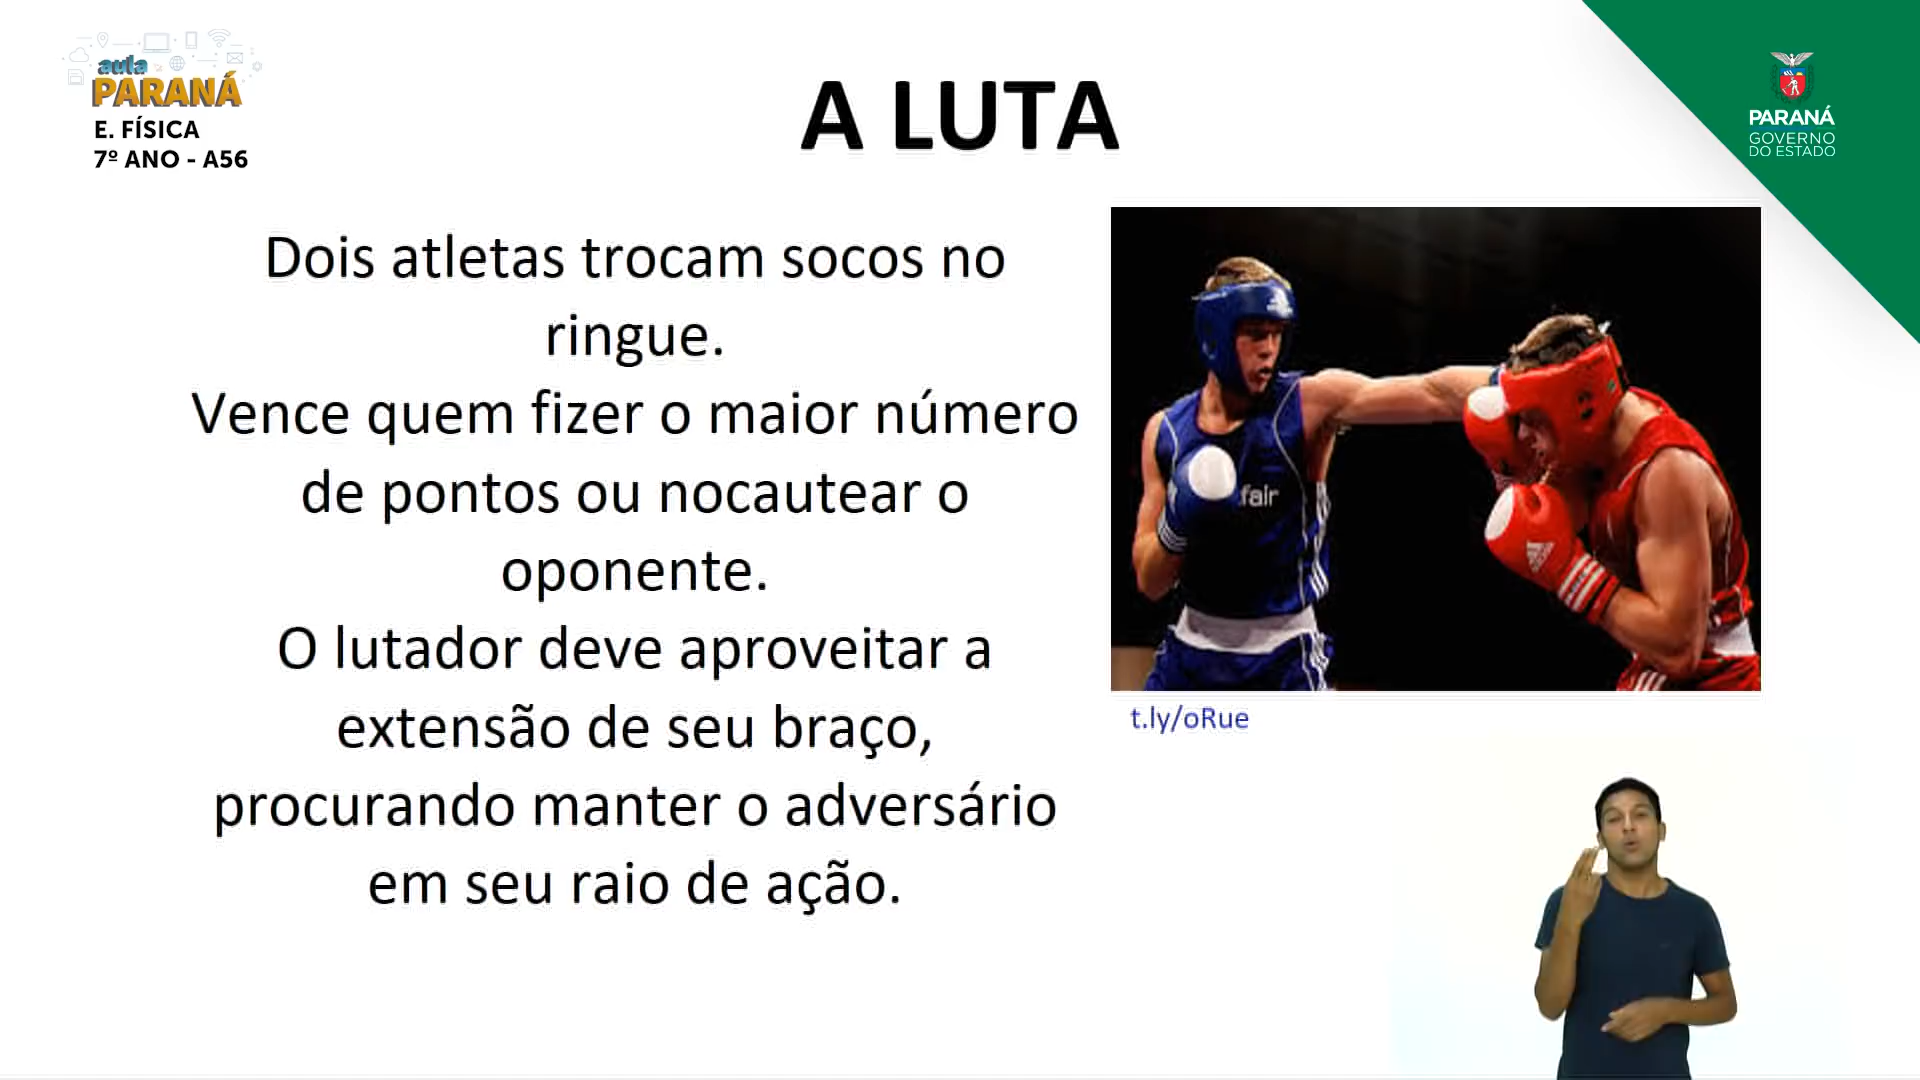 aula
PARANÁ
E. FÍSICA
7º ANO - A56
A LUTA
PARANÁ
GOVERNO
DO ESTADO
Dois atletas trocam socos no
ringue.
Vence quem fizer o maior número
de pontos ou nocautear o
oponente.
O lutador deve aproveitar a
extensão de seu braço,
procurando manter o adversário
em seu raio de ação.
fair
t.ly/oRue